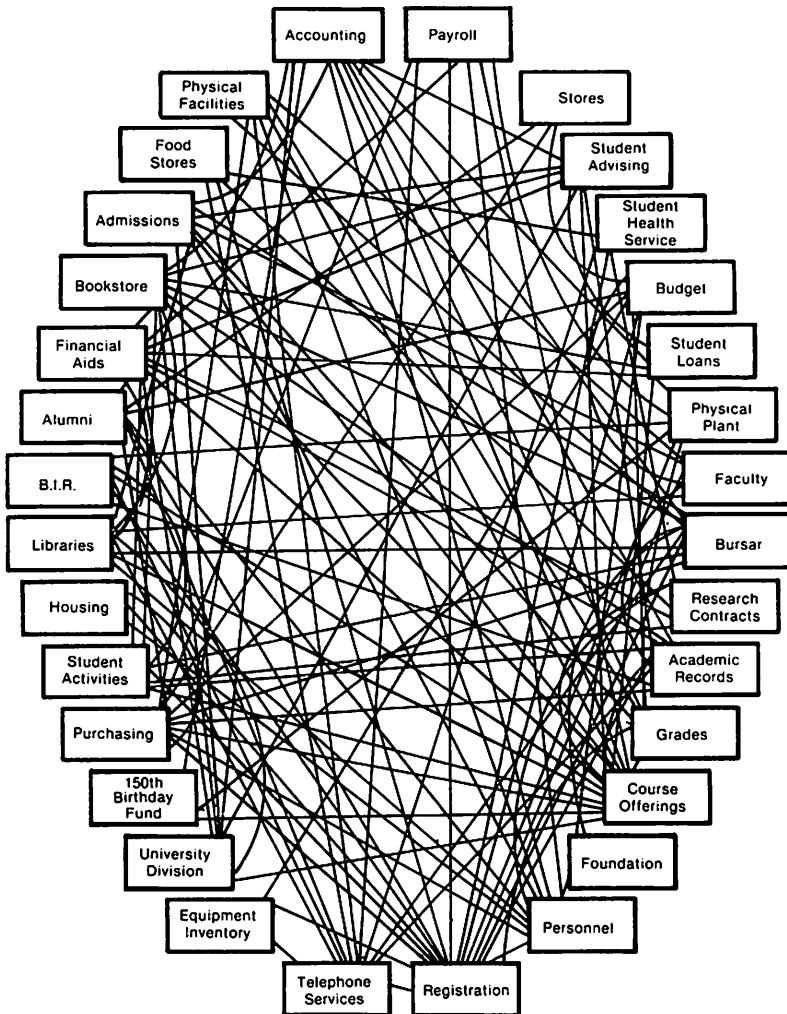 Accounting
Payroll
Physical
Facilities
Stores
Food
Stores
Student
Advising
Admissions
Student
Health
Service
Bookstore
Budget
Financial
Aids
Student
Loans
Alumni
Physical
Plant
B.I.R.
Faculty
Libraries
Bursar
Housing
Research
Contracts
Student
Activities
Academic
Records
Purchasing
Grades
150th
Birthday
Fund
Course
Offerings
University
Division
Foundation
Equipment
Inventory
Personnel
Telephone
Services
Registration